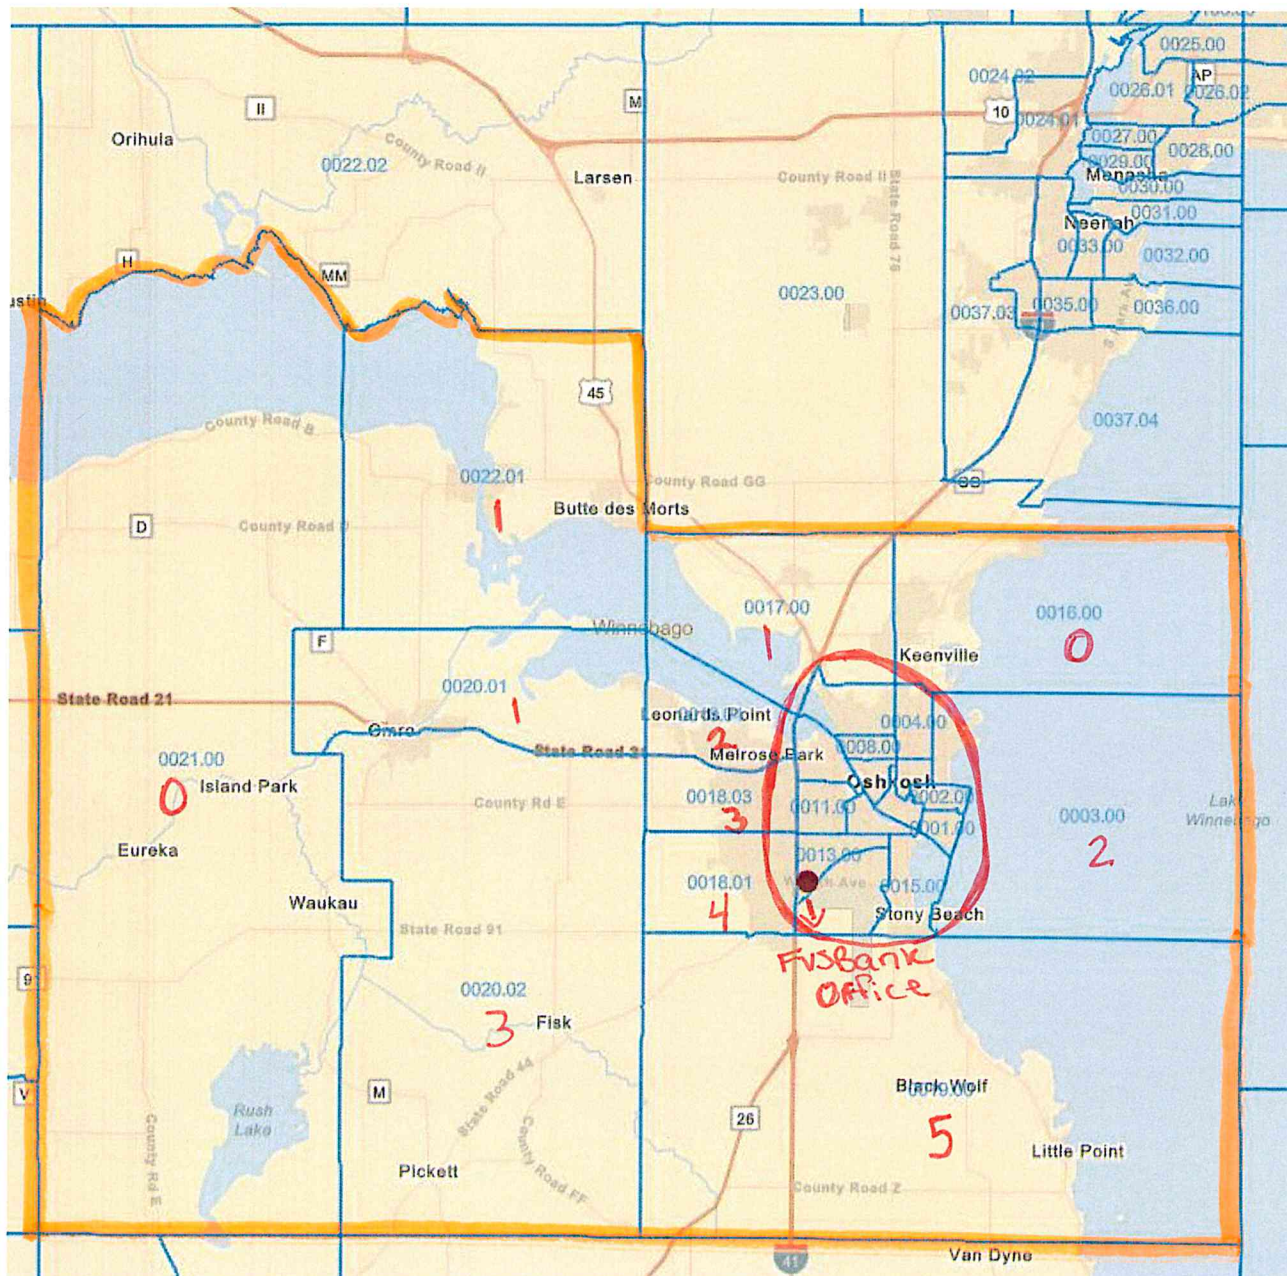 0025.00
0024.02
AP
0026.01
0026.02
II
M
10
0024.01
Orihula
0022.02
County Road II
0027.00
0028.00
0029.00
Larsen
County Road II
State Road 76
Menasha
0030.00
0031.00
Neenah
0033.00
0032.00
H
MM
0023.00
0037.03
0035.00
0036.00
S Park Ave
45
County Road B
0037.04
0022.01
County Road GG
GG
1
Butte des Morts
D
0017.00
0016.00
Winnebago
F
1
0
Keenville
State Road 21
0020.01
1
Leonards Point
0004.00
Omro
2
State Road 21
Melrose Park
0008.00
0021.00
Island Park
0
Oshkosh
County Rd E
0018.03
3
0011.00
0002.00
0003.00
Lake
Winnebago
0001.00
2
Eureka
0013.00
0018.01
0015.00
Waukau
4
1
Stony Beach
State Road 91
FVSBank
Office
9
0020.02
3
Fisk
V
M
State Road 44
Black Wolf
0019.00
Rush
Lake
26
5
County Rd E
County Road FF
Little Point
Pickett
County Road Z
41
Van Dyne